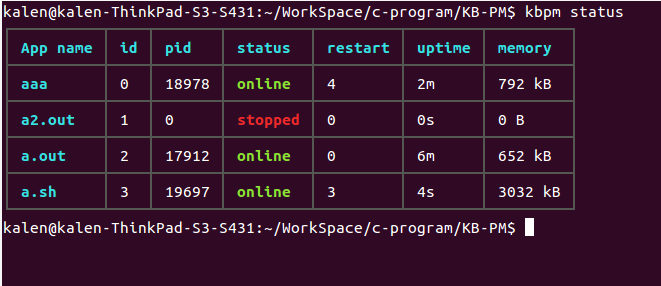 kalen@kalen-ThinkPad-S3-S431:~/WorkSpace/c-program/KB-PM$ kbpm status
App name id pid status restart uptime memory
aaa 0 18978 online 4 2m 792 kB
a2.out 1 0 stopped 0 0s 0 B
a.out 2 17912 online 0 6m 652 kB
a.sh 3 19697 online 3 4s 3032 kB
kalen@kalen-ThinkPad-S3-S431:~/WorkSpace/c-program/KB-PM$